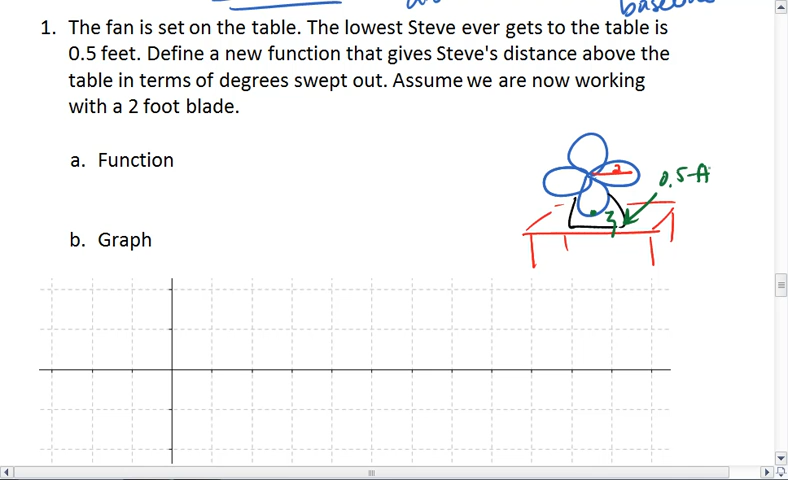 1. The fan is set on the table. The lowest Steve ever gets to the table is
0.5 feet. Define a new function that gives Steve's distance above the
table in terms of degrees swept out. Assume we are now working
with a 2 foot blade.
a. Function
2
0.5 ft
b. Graph